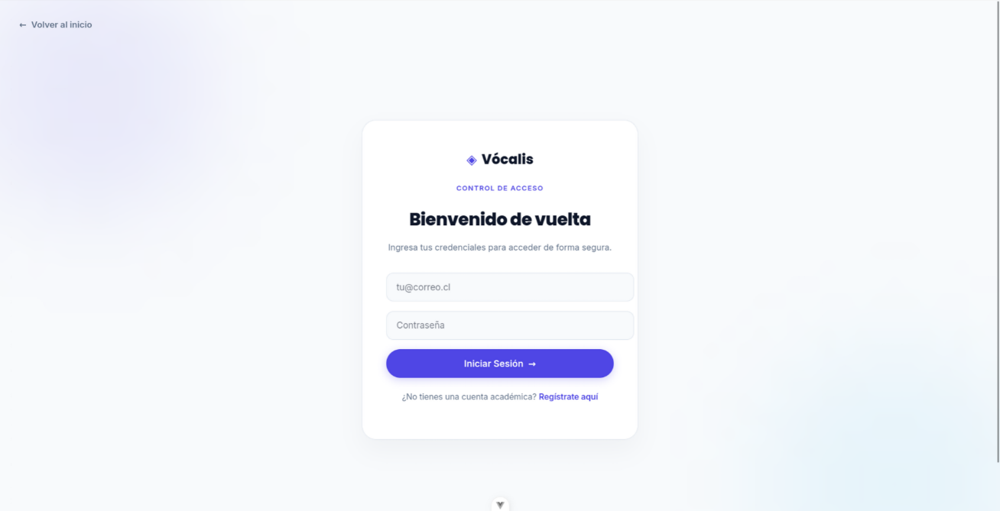 ← Volver al inicio
Vócalis
CONTROL DE ACCESO
Bienvenido de vuelta
Ingresa tus credenciales para acceder de forma segura.
tu@correo.cl
Contraseña
Iniciar Sesión →
¿No tienes una cuenta académica? Regístrate aquí